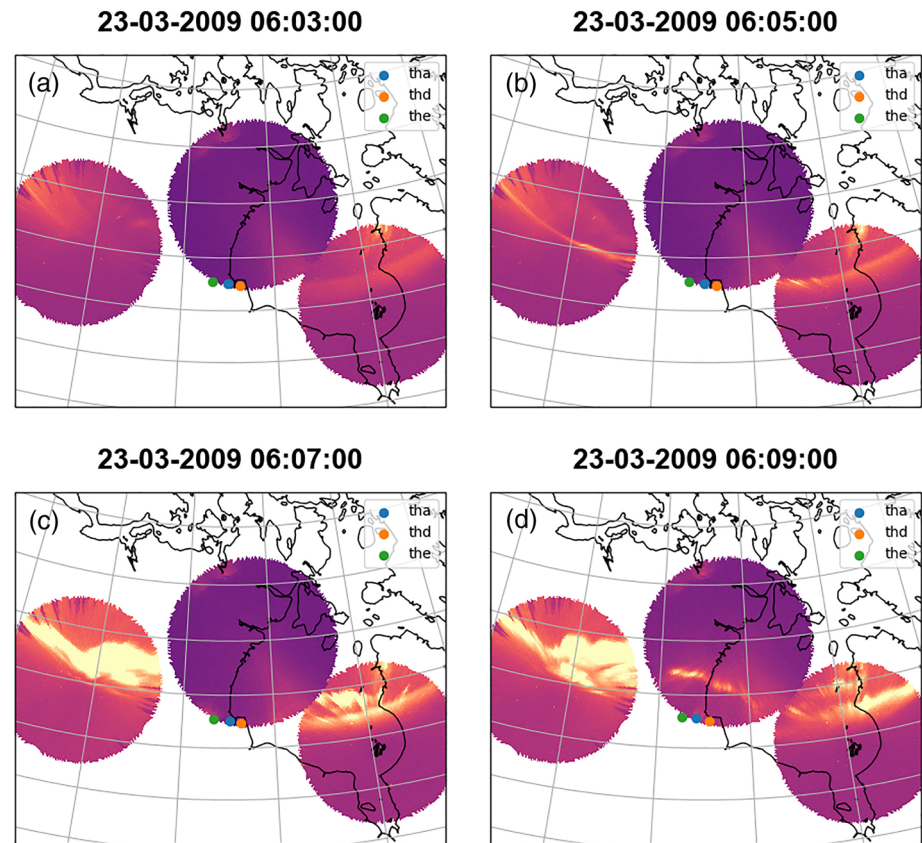 23-03-2009 06:03:00
23-03-2009 06:05:00
(a)
tha
thd
the
(b)
tha
thd
the
23-03-2009 06:07:00
23-03-2009 06:09:00
(c)
tha
thd
the
(d)
tha
thd
the